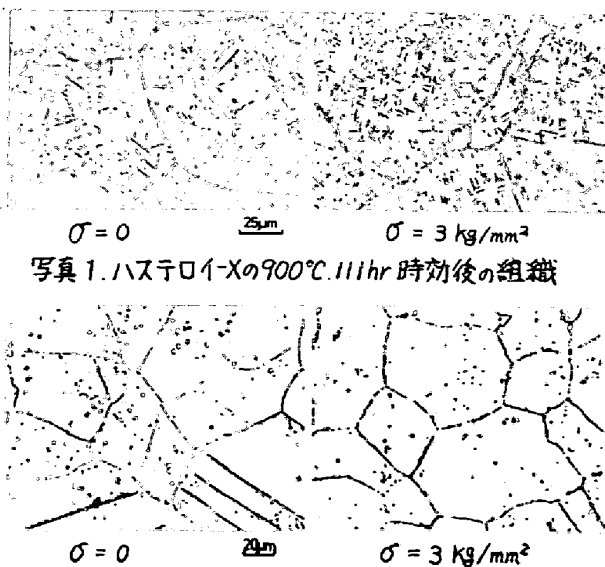 σ = 0 25μm σ = 3 kg/mm²
写真1.ハステロイ-Xの900°C.111hr 時効後の組織
σ = 0 20μm σ = 3 kg/mm²